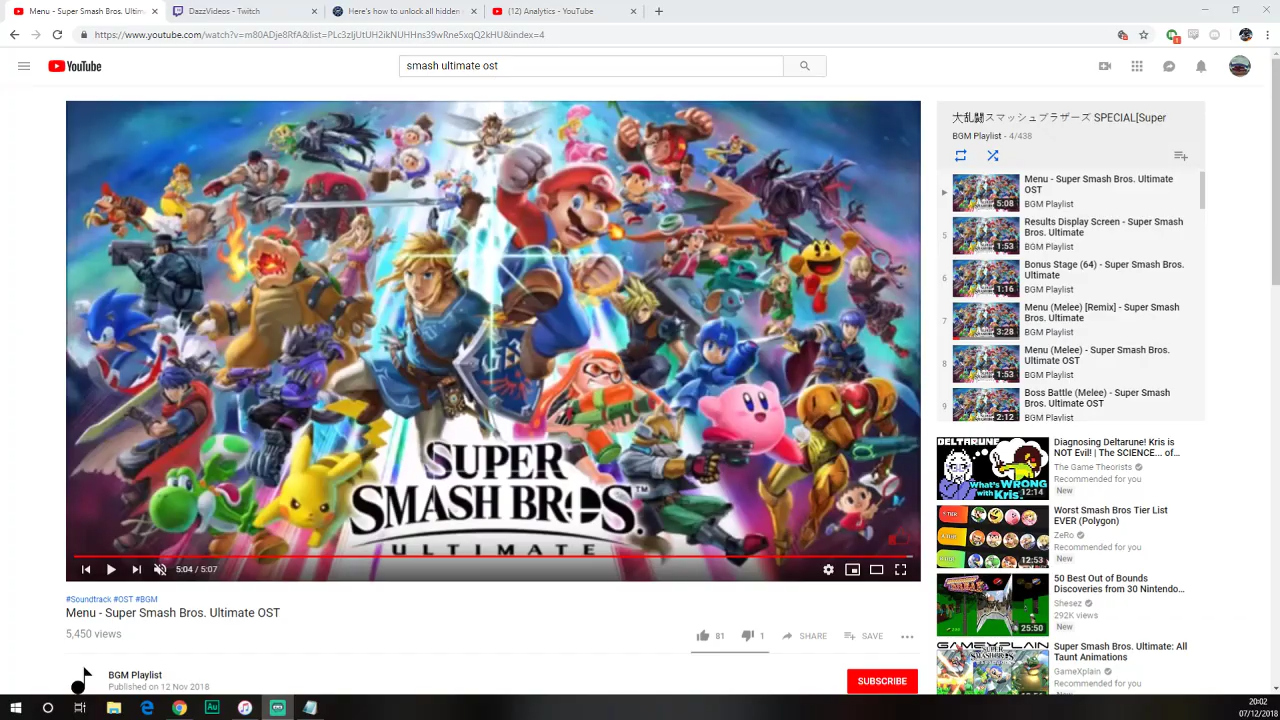 Menu - Super Smash Bros. Ultim
DazzVideos - Twitch
Here's how to unlock all hidden
(12) Analytics - YouTube
https://www.youtube.com/watch?v=m80ADje8RfA&list=PLc3zJjUtUH2ikNUHHns39wRneSxqQ2kHU&index=4
YouTube
smash ultimate ost
大乱闘スマッシュブラザーズ SPECIAL[Super
BGM Playlist - 4/438
Menu - Super Smash Bros. Ultimate
OST
5:08
BGM Playlist
5
Results Display Screen - Super Smash
Bros. Ultimate
1:53
BGM Playlist
6
Bonus Stage (64) - Super Smash Bros.
Ultimate
1:16
BGM Playlist
7
Menu (Melee) [Remix] - Super Smash
Bros. Ultimate
3:28
BGM Playlist
8
Menu (Melee) - Super Smash Bros.
Ultimate OST
1:53
BGM Playlist
9
Boss Battle (Melee) - Super Smash
Bros. Ultimate OST
2:12
BGM Playlist
SUPER
SMASH BROS.™
ULTIMATE
5:04 / 5:07
#Soundtrack #OST #BGM
Menu - Super Smash Bros. Ultimate OST
5,450 views
81
1
SHARE
SAVE
BGM Playlist
Published on 12 Nov 2018
SUBSCRIBE
DELTARUNE
What's WRONG
with Kris
12:14
Diagnosing Deltarune! Kris is
NOT Evil! | The SCIENCE... of...
The Game Theorists
Recommended for you
New
S TIER
12:53
Worst Smash Bros Tier List
EVER (Polygon)
ZeRo
Recommended for you
New
25:50
50 Best Out of Bounds
Discoveries from 30 Nintendo...
Shesez
292K views
New
GAMEXPLAIN
Super Smash Bros. Ultimate: All
Taunt Animations
GameXplain
Recommended for you
New
20:02
07/12/2018